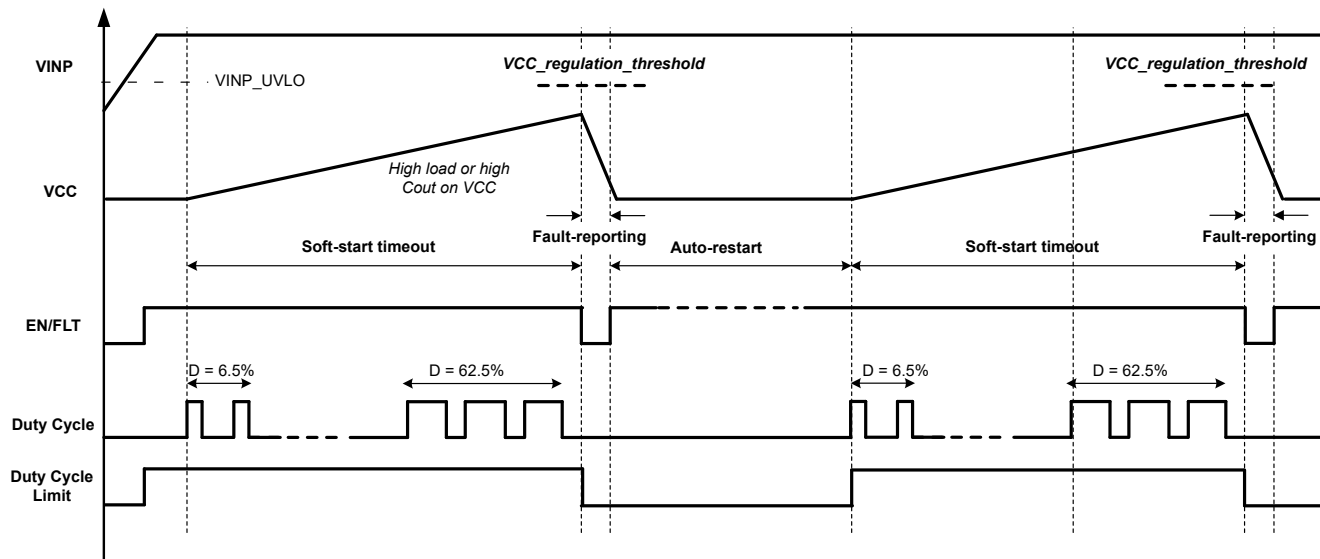 VINP
VINP_UVLO
VCC_regulation_threshold
VCC_regulation_threshold
VCC
High load or high
Cout on VCC
Soft-start timeout
Fault-reporting
Auto-restart
Soft-start timeout
Fault-reporting
EN/FLT
D = 6.5%
D = 62.5%
D = 6.5%
D = 62.5%
Duty Cycle
Duty Cycle
Limit